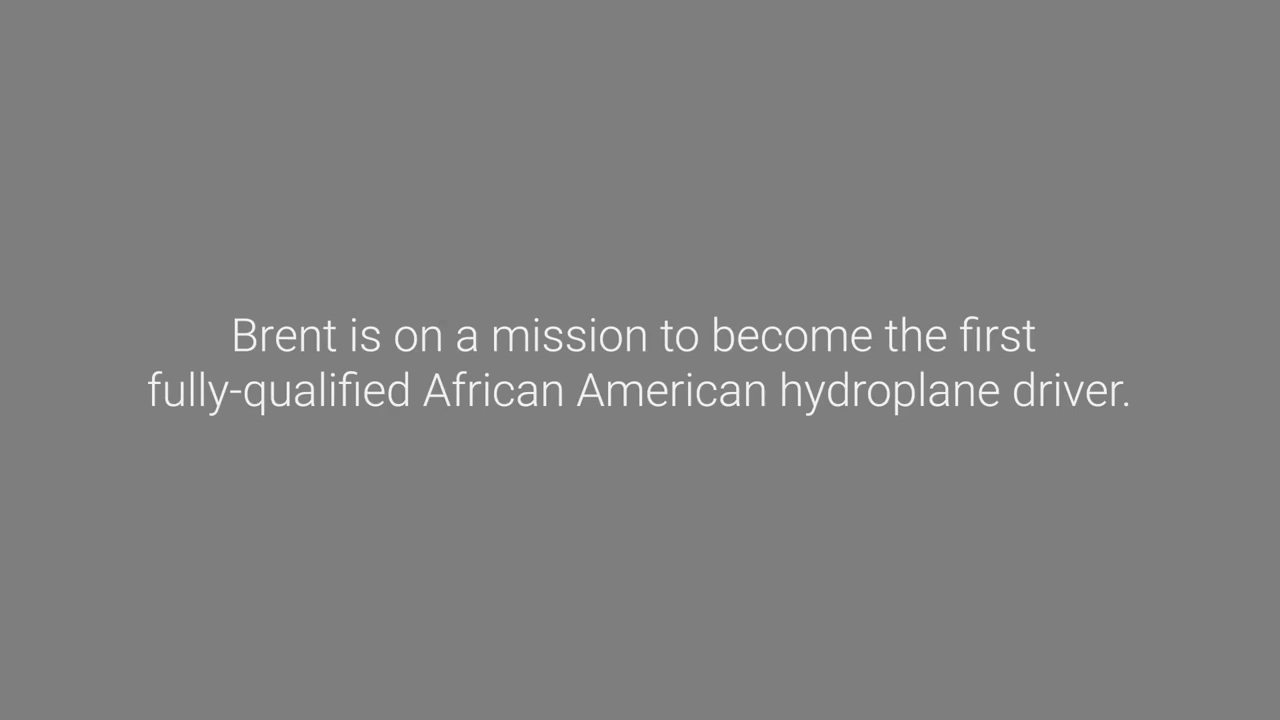 Brent is on a mission to become the first
fully-qualified African American hydroplane driver.